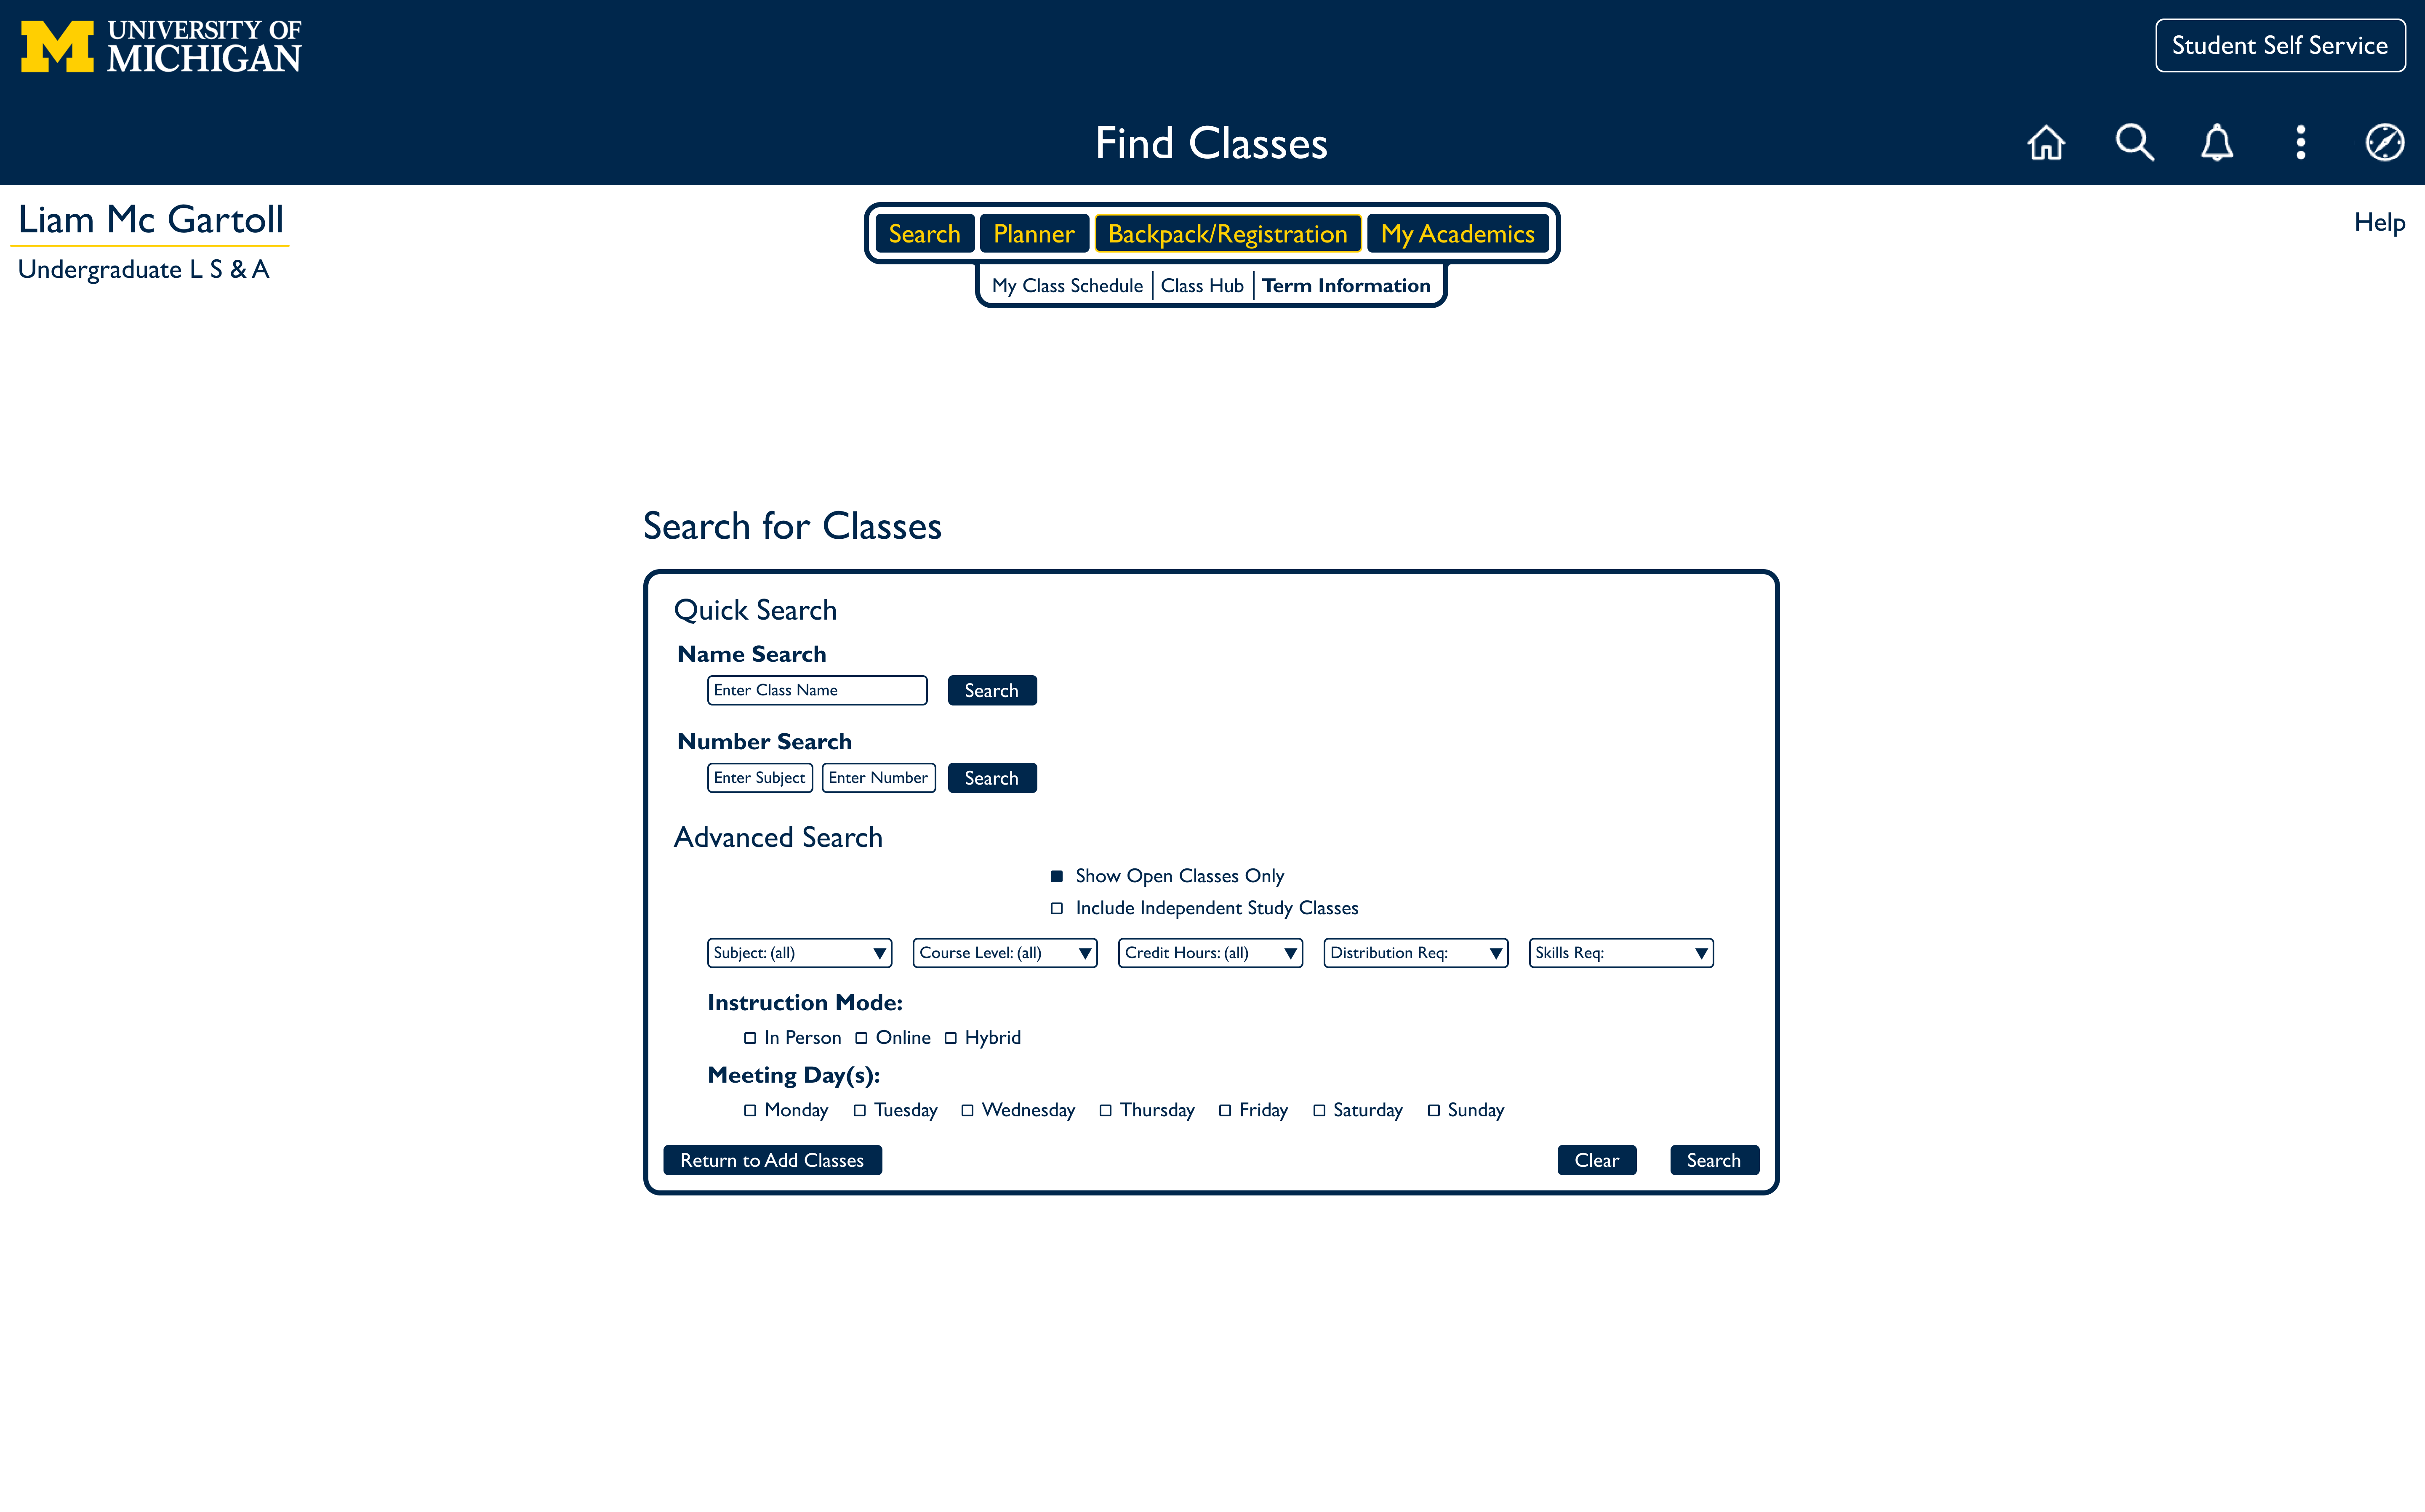 UNIVERSITY OF
MICHIGAN
Student Self Service
Find Classes
Liam Mc Gartoll
Undergraduate L S & A
Search Planner Backpack/Registration My Academics
Help
My Class Schedule Class Hub Term Information
Search for Classes
Quick Search
Name Search
Enter Class Name Search
Number Search
Enter Subject Enter Number Search
Advanced Search
Show Open Classes Only
Include Independent Study Classes
Subject: (all) Course Level: (all) Credit Hours: (all) Distribution Req: Skills Req:
Instruction Mode:
In Person Online Hybrid
Meeting Day(s):
Monday Tuesday Wednesday Thursday Friday Saturday Sunday
Return to Add Classes Clear Search